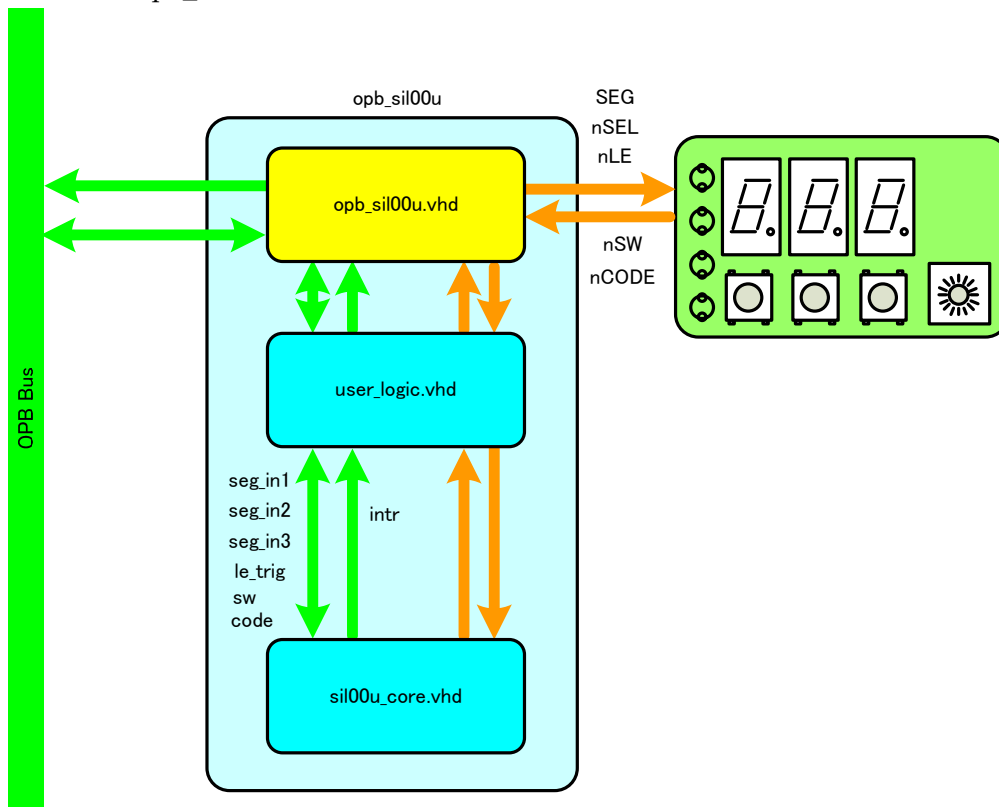 opb_sil00u
SEG
nSEL
nLE
opb_sil00u.vhd
nSW
nCODE
OPB Bus
user_logic.vhd
seg_in1
seg_in2
seg_in3
le_trig
sw
code
intr
sil00u_core.vhd